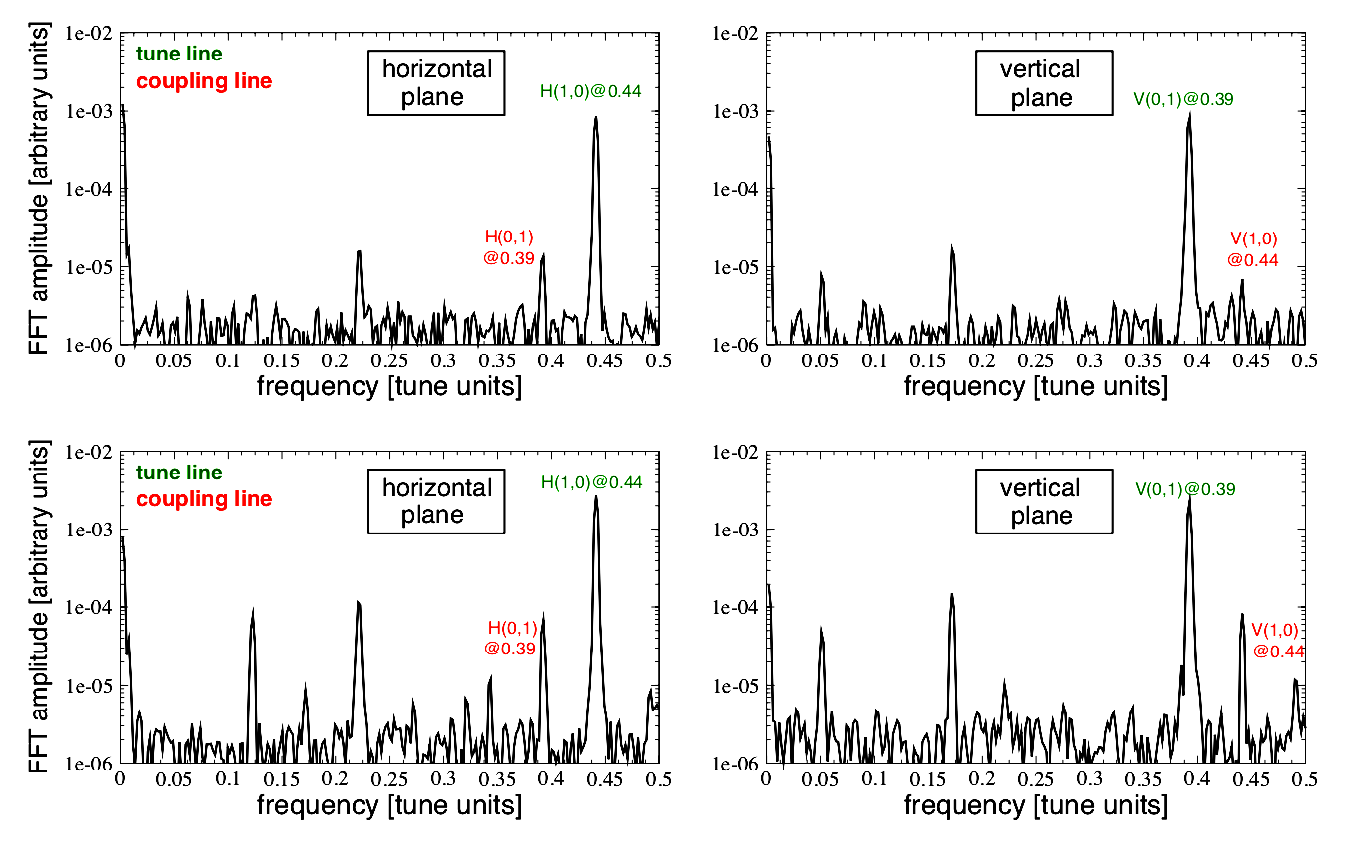 FFT amplitude [arbitrary units]
1e-02
1e-03
1e-04
1e-05
1e-06
tune line
coupling line
horizontal
plane
H(1,0)@0.44
H(0,1)
@0.39
0 0.05 0.1 0.15 0.2 0.25 0.3 0.35 0.4 0.45 0.5
frequency [tune units]
1e-02
1e-03
1e-04
1e-05
1e-06
vertical
plane
V(0,1)@0.39
V(1,0)
@0.44
0 0.05 0.1 0.15 0.2 0.25 0.3 0.35 0.4 0.45 0.5
frequency [tune units]
FFT amplitude [arbitrary units]
1e-02
1e-03
1e-04
1e-05
1e-06
tune line
coupling line
horizontal
plane
H(1,0)@0.44
H(0,1)
@0.39
0 0.05 0.1 0.15 0.2 0.25 0.3 0.35 0.4 0.45 0.5
frequency [tune units]
1e-02
1e-03
1e-04
1e-05
1e-06
vertical
plane
V(0,1)@0.39
V(1,0)
@0.44
0 0.05 0.1 0.15 0.2 0.25 0.3 0.35 0.4 0.45 0.5
frequency [tune units]